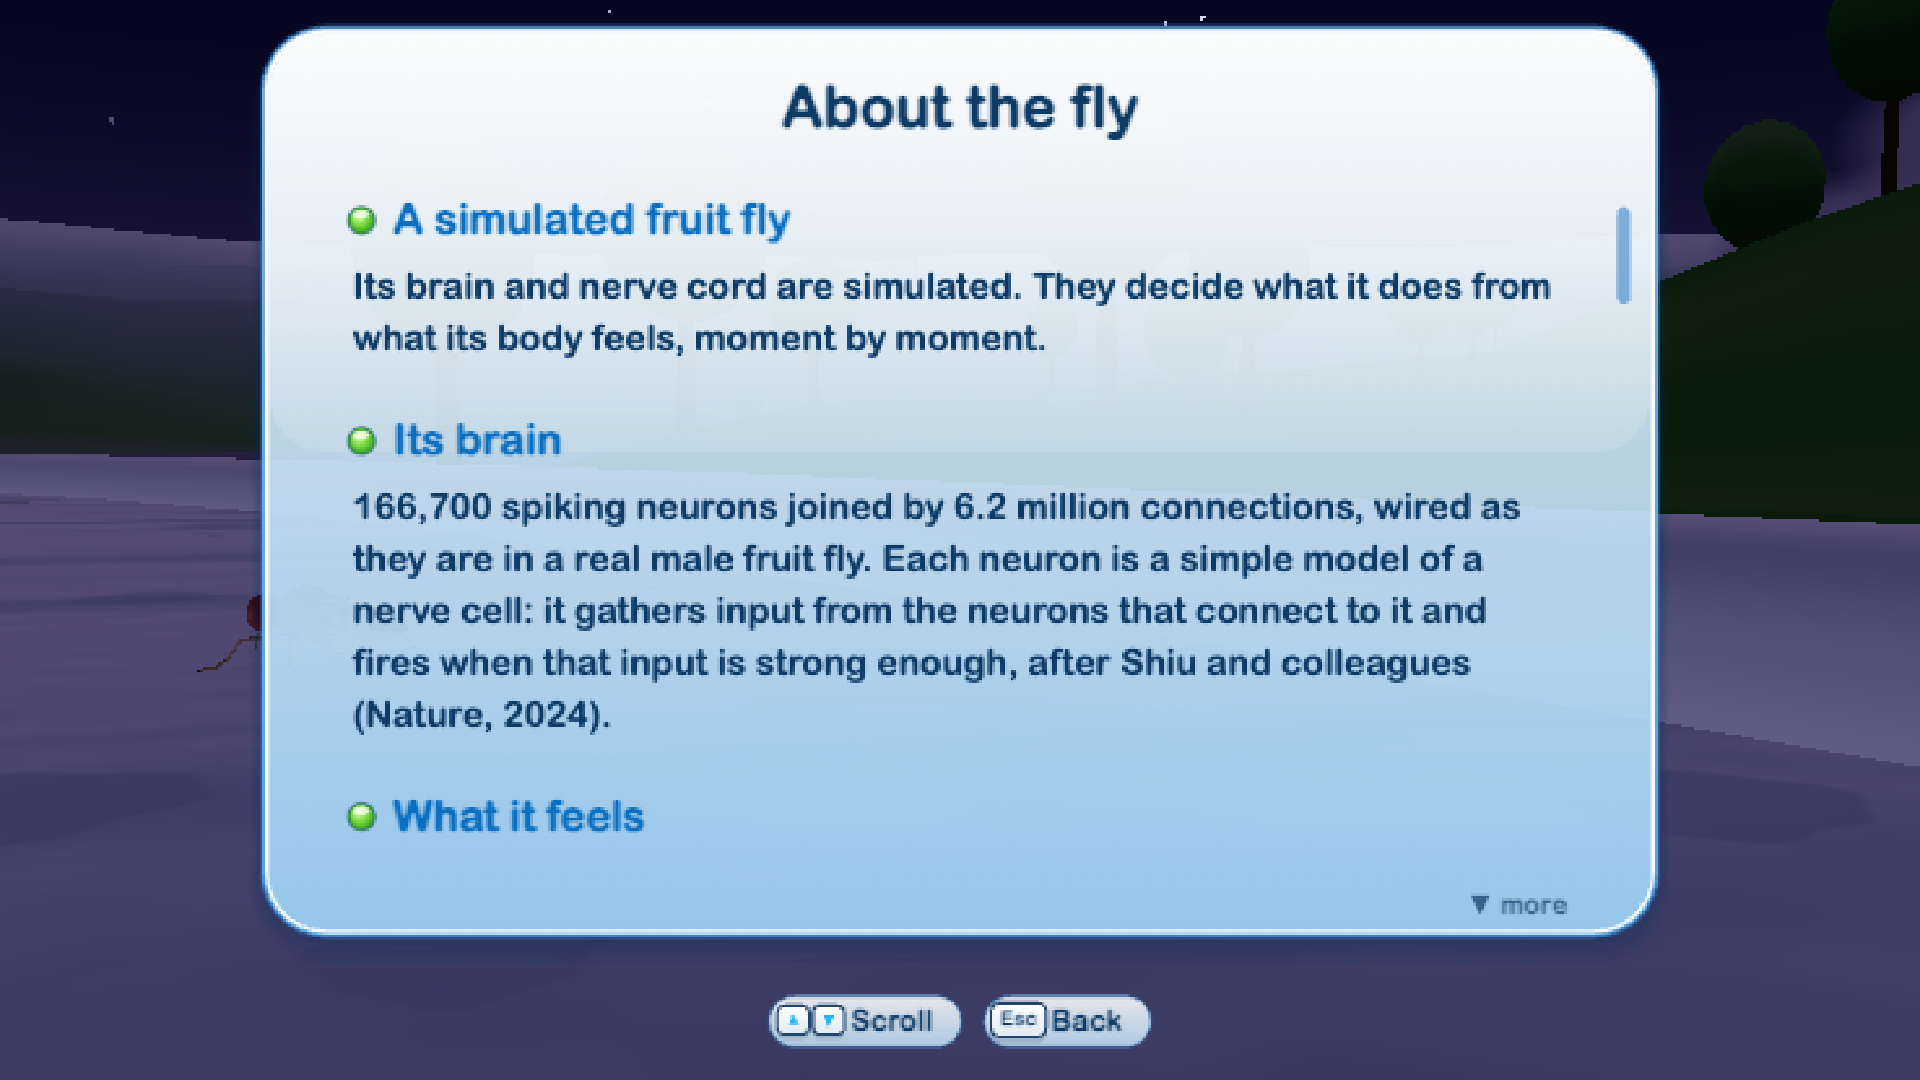 About the fly
A simulated fruit fly
Its brain and nerve cord are simulated. They decide what it does from
what its body feels, moment by moment.
Its brain
166,700 spiking neurons joined by 6.2 million connections, wired as
they are in a real male fruit fly. Each neuron is a simple model of a
nerve cell: it gathers input from the neurons that connect to it and
fires when that input is strong enough, after Shiu and colleagues
(Nature, 2024).
What it feels
▼ more
▲ ▼ Scroll
Esc Back